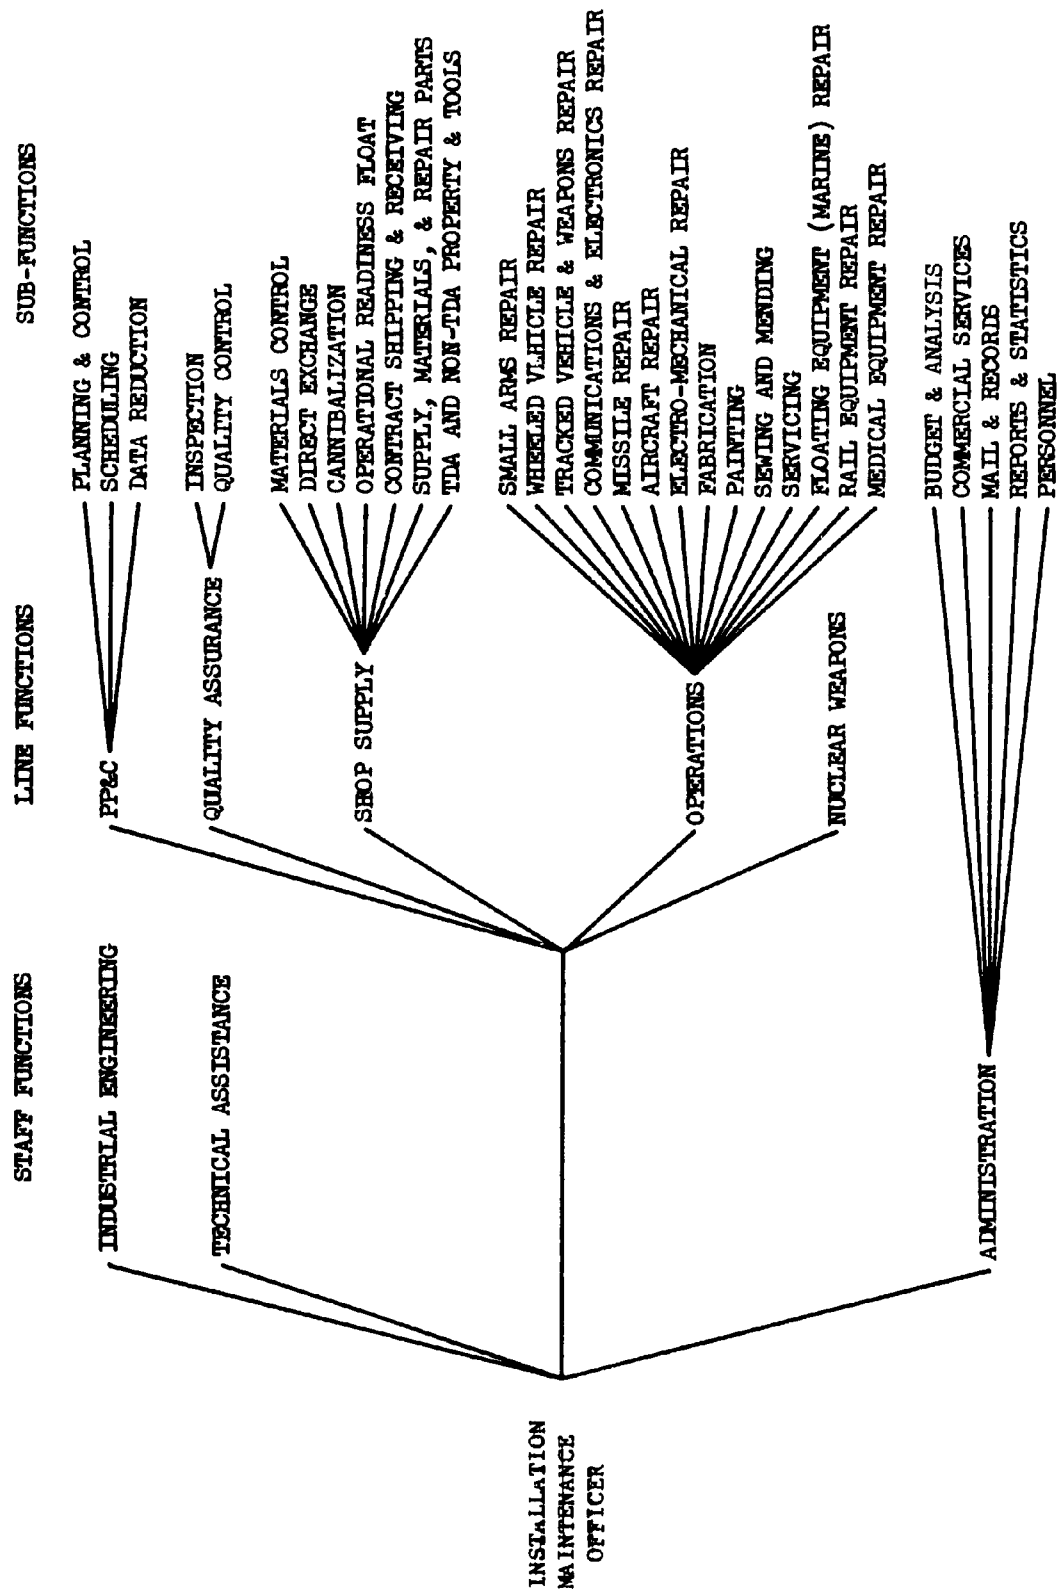 STAFF FUNCTIONS
LINE FUNCTIONS
SUB-FUNCTIONS
INSTALLATION
MAINTENANCE
OFFICER
INDUSTRIAL ENGINEERING
TECHNICAL ASSISTANCE
ADMINISTRATION
PP&C
QUALITY ASSURANCE
SHOP SUPPLY
OPERATIONS
NUCLEAR WEAPONS
PLANNING & CONTROL
SCHEDULING
DATA REDUCTION
INSPECTION
QUALITY CONTROL
MATERIALS CONTROL
DIRECT EXCHANGE
CANNIBALIZATION
OPERATIONAL READINESS FLOAT
CONTRACT SHIPPING & RECEIVING
SUPPLY, MATERIALS, & REPAIR PARTS
TDA AND NON-TDA PROPERTY & TOOLS
SMALL ARMS REPAIR
WHEELED VLHICLE REPAIR
TRACKED VEHICLE & WEAPONS REPAIR
COMMUNICATIONS & ELECTRONICS REPAIR
MISSILE REPAIR
AIRCRAFT REPAIR
ELECTRO-MECHANICAL REPAIR
FABRICATION
PAINTING
SEWING AND MENDING
SERVICING
FLOATING EQUIPMENT (MARINE) REPAIR
RAIL EQUIPMENT REPAIR
MEDICAL EQUIPMENT REPAIR
BUDGET & ANALYSIS
COMMERCIAL SERVICES
MAIL & RECORDS
REPORTS & STATISTICS
PERSONNEL